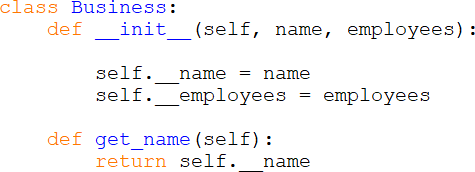 class Business:
    def __init__(self, name, employees):
        self.__name = name
        self.__employees = employees
    def get_name(self):
        return self.__name